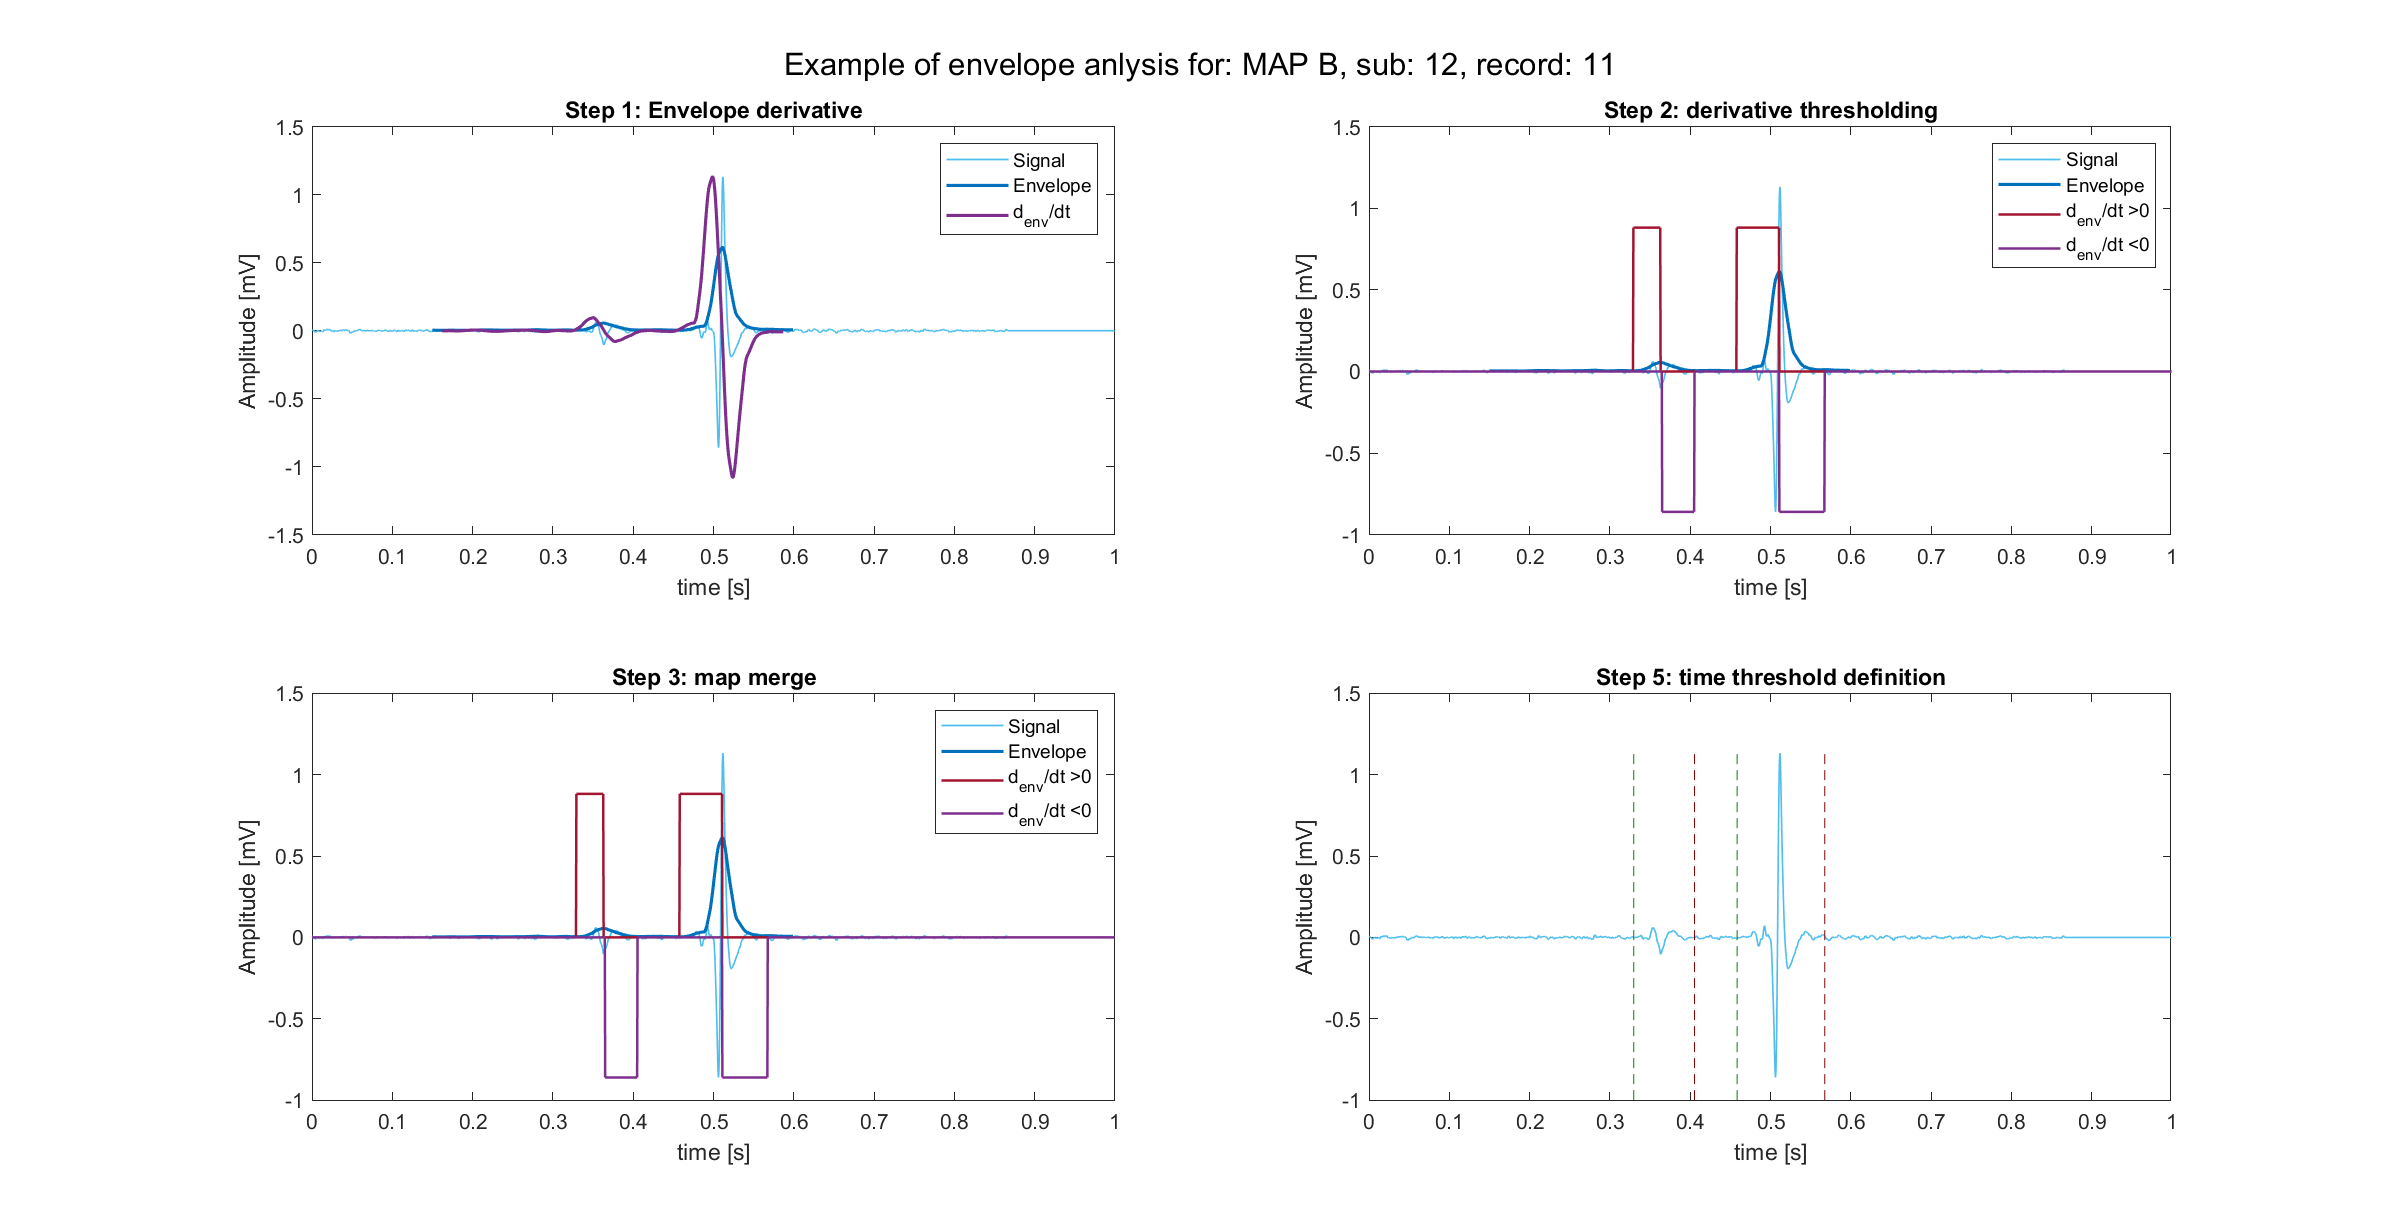 Example of envelope anlysis for: MAP B, sub: 12, record: 11
Step 1: Envelope derivative
1.5
1
0.5
0
-0.5
-1
-1.5
Amplitude [mV]
Signal
Envelope
d_env/dt
0 0.1 0.2 0.3 0.4 0.5 0.6 0.7 0.8 0.9 1
time [s]
Step 2: derivative thresholding
1.5
1
0.5
0
-0.5
-1
Amplitude [mV]
Signal
Envelope
d_env/dt >0
d_env/dt <0
0 0.1 0.2 0.3 0.4 0.5 0.6 0.7 0.8 0.9 1
time [s]
Step 3: map merge
1.5
1
0.5
0
-0.5
-1
Amplitude [mV]
Signal
Envelope
d_env/dt >0
d_env/dt <0
0 0.1 0.2 0.3 0.4 0.5 0.6 0.7 0.8 0.9 1
time [s]
Step 5: time threshold definition
1.5
1
0.5
0
-0.5
-1
Amplitude [mV]
0 0.1 0.2 0.3 0.4 0.5 0.6 0.7 0.8 0.9 1
time [s]